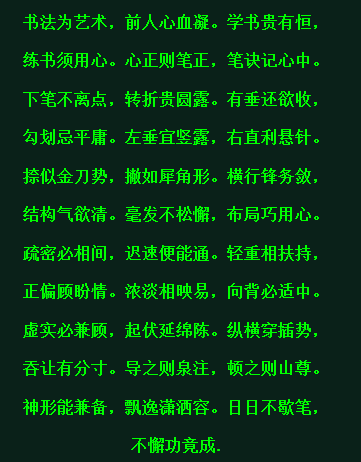 书法为艺术，前人心血凝。学书贵有恒，
练书须用心。心正则笔正，笔诀记心中。
下笔不离点，转折贵圆露。有垂还欲收，
勾划忌平庸。左垂宜竖露，右直利悬针。
捺似金刀势，撇如犀角形。横行锋务敛，
结构气欲清。毫发不松懈，布局巧用心。
疏密必相间，迟速便能通。轻重相扶持，
正偏顾盼情。浓淡相映易，向背必适中。
虚实必兼顾，起伏延绵陈。纵横穿插势，
吞让有分寸。导之则泉注，顿之则山尊。
神形能兼备，飘逸潇洒容。日日不歇笔，
不懈功竟成.